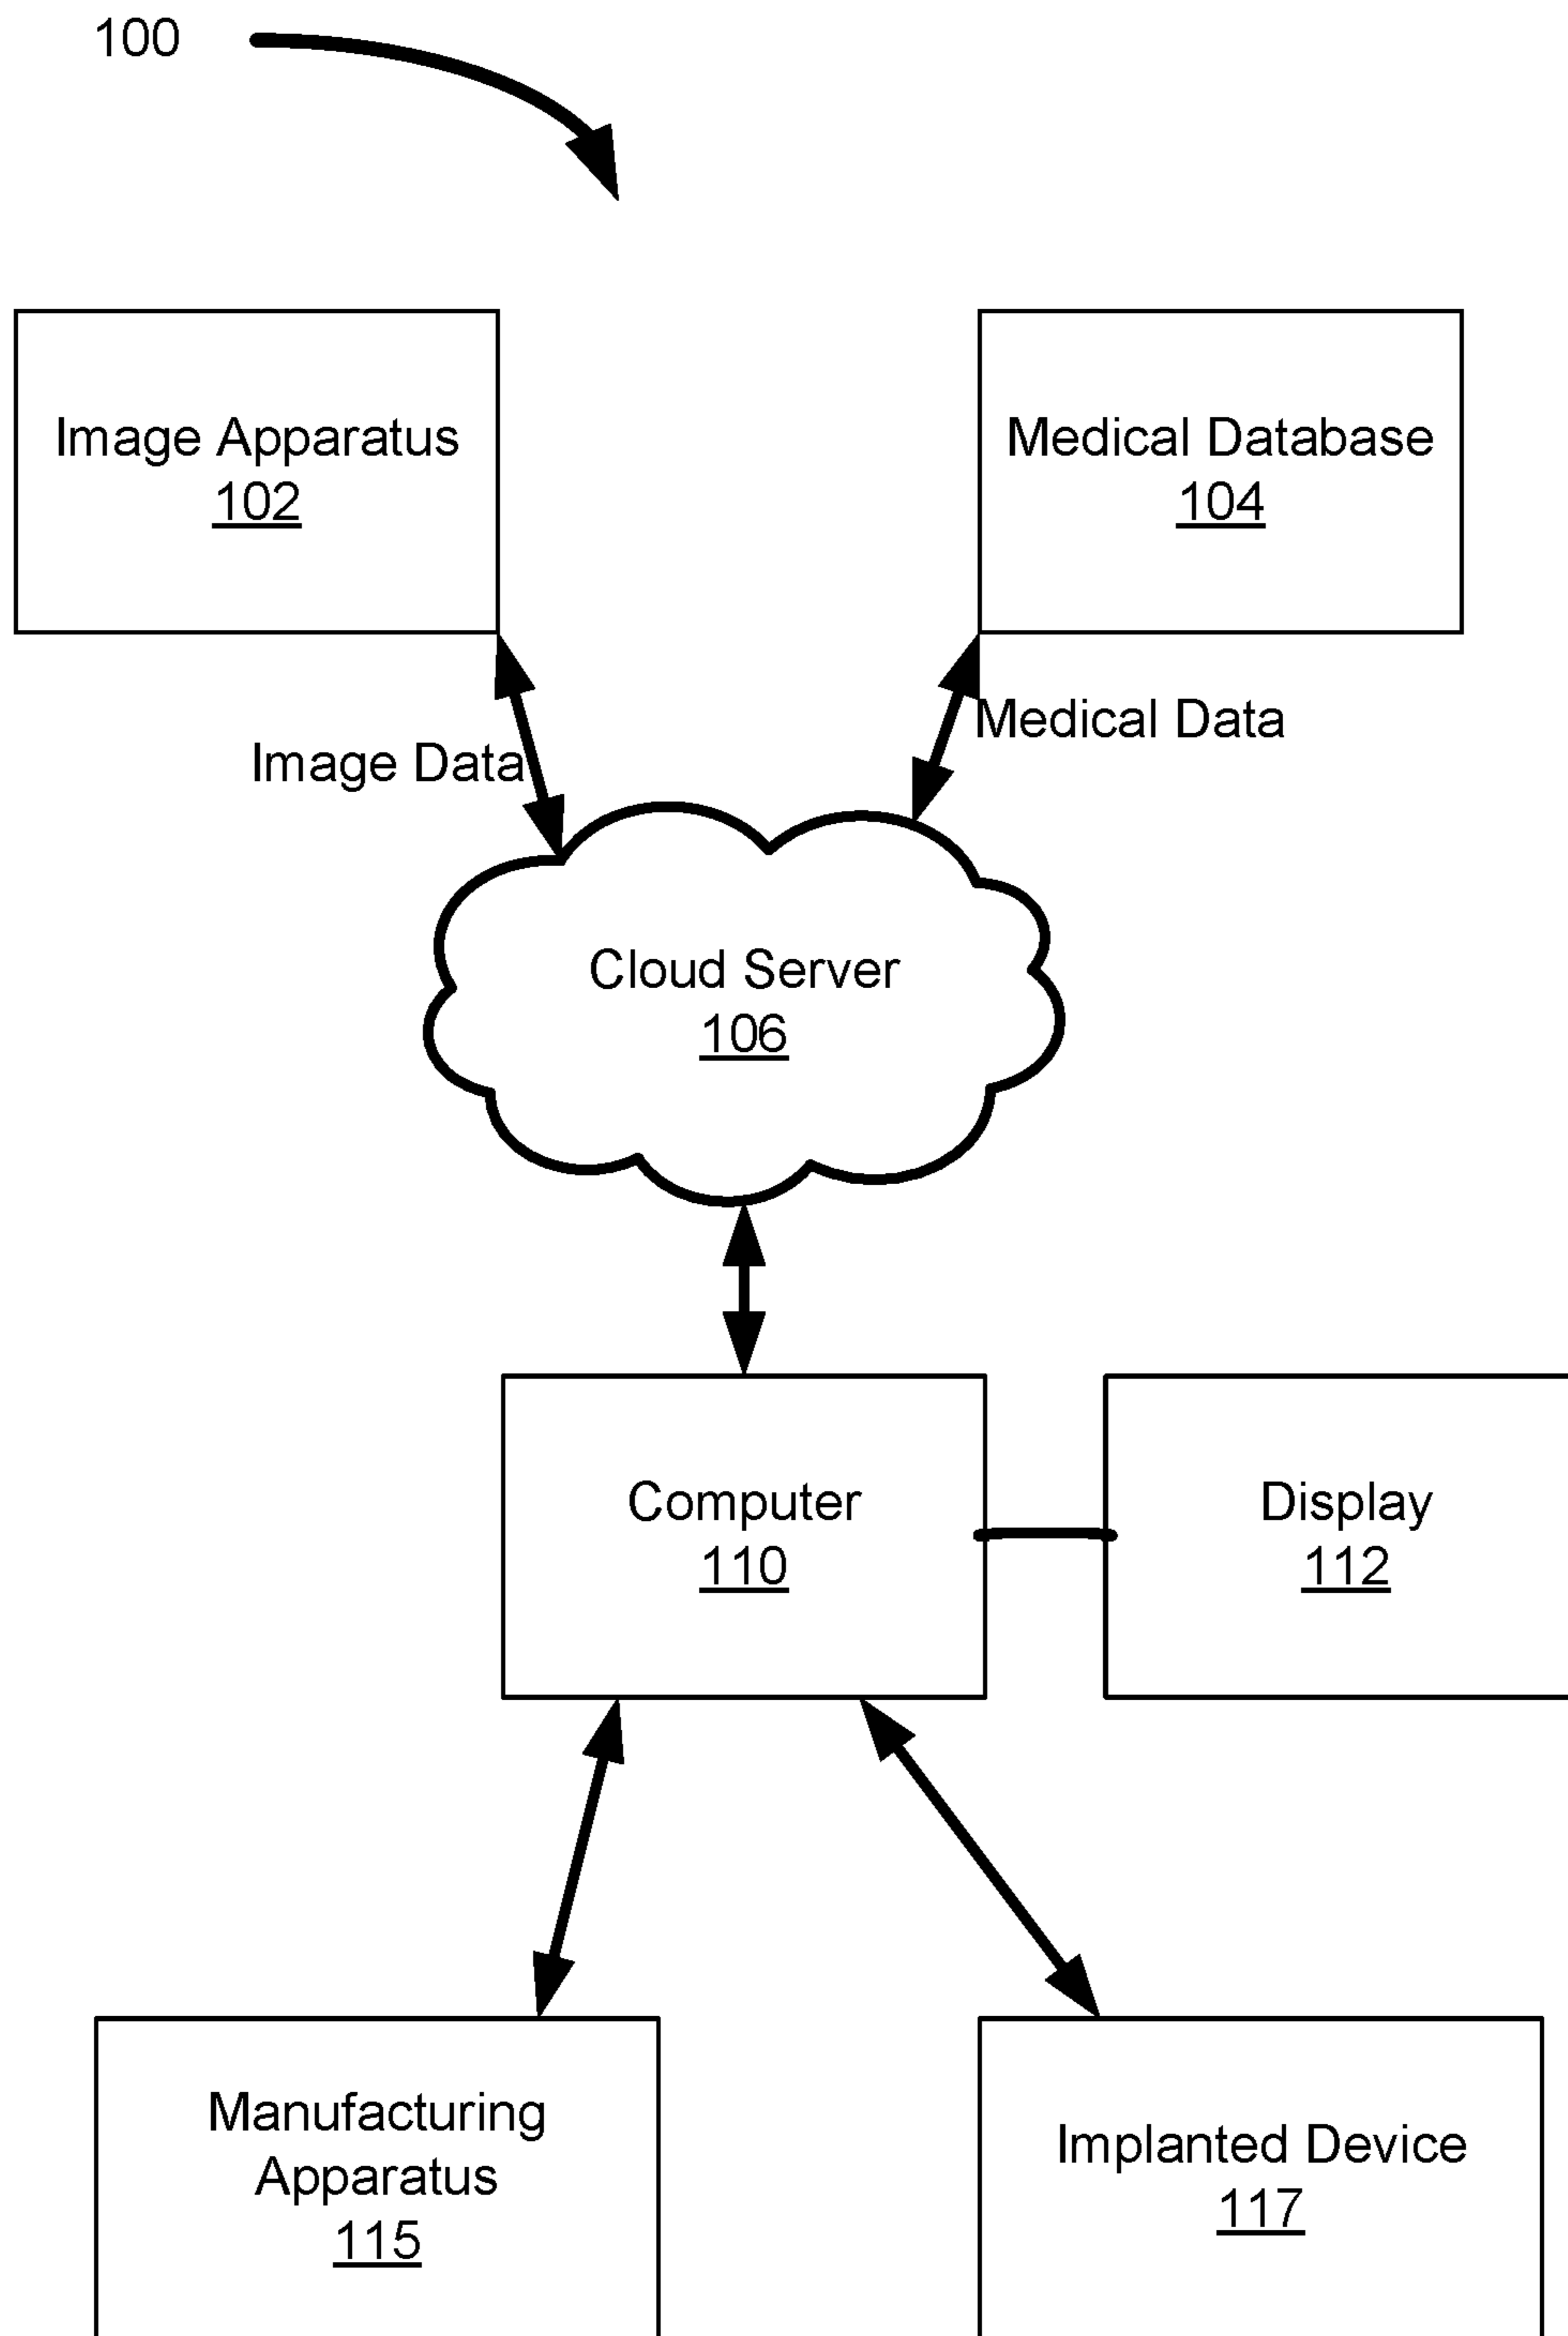 100
Image Apparatus
102
Medical Database
104
Medical Data
Image Data
Cloud Server
106
Computer
110
Display
112
Manufacturing
Apparatus
115
Implanted Device
117